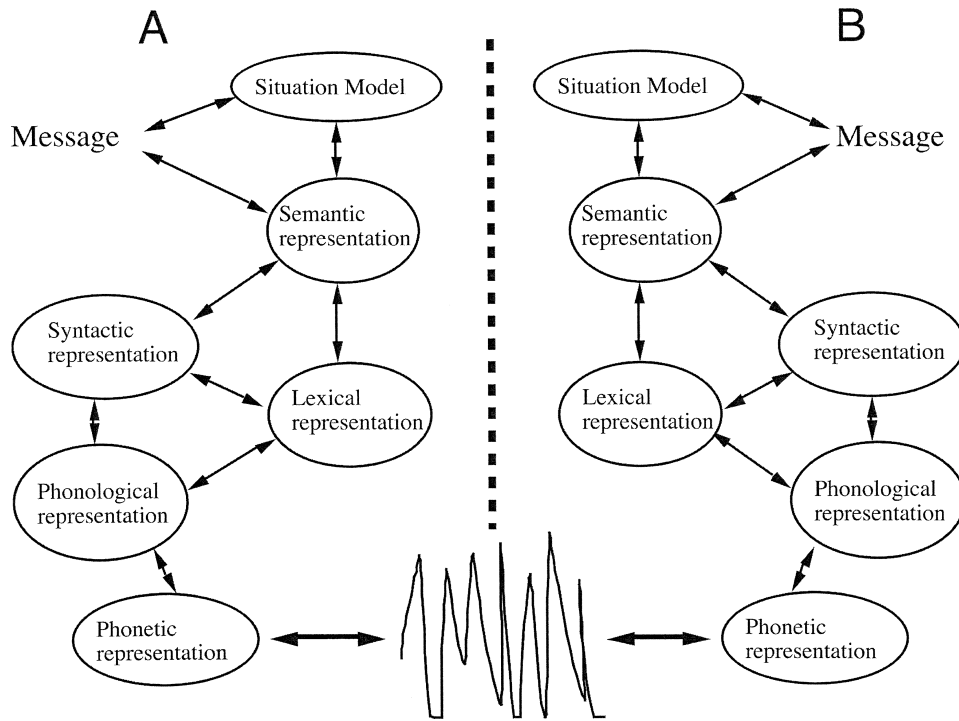 A
B
Situation Model
Situation Model
Message
Message
Semantic
representation
Semantic
representation
Syntactic
representation
Syntactic
representation
Lexical
representation
Lexical
representation
Phonological
representation
Phonological
representation
Phonetic
representation
Phonetic
representation